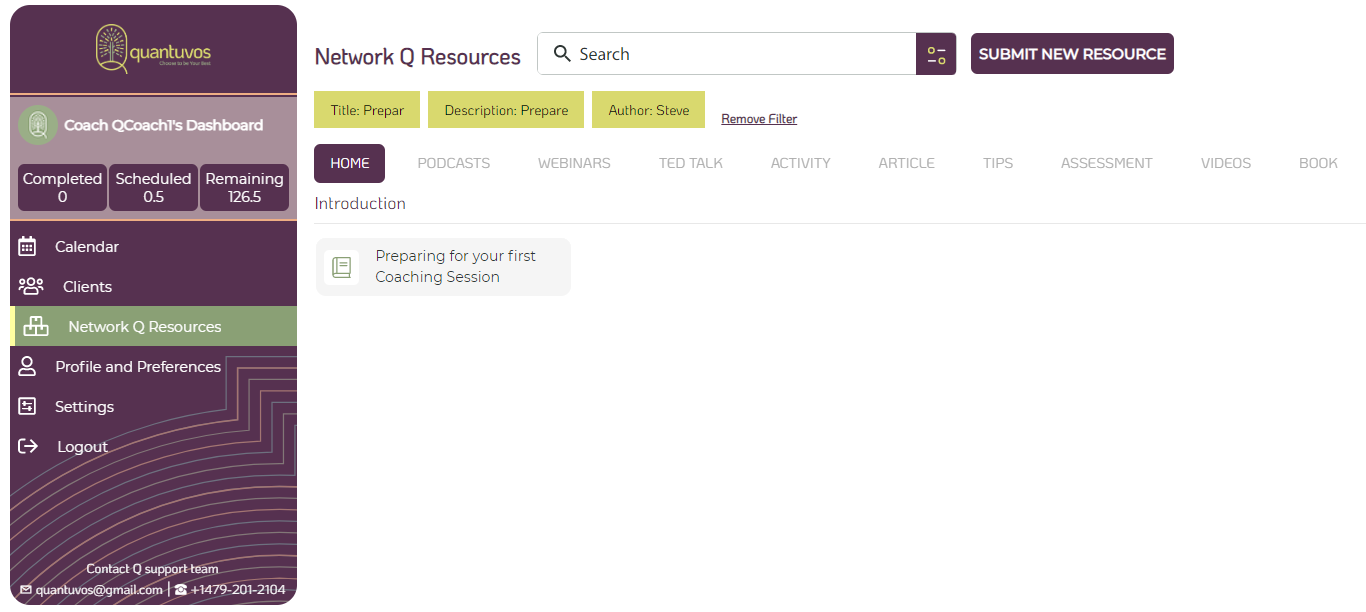 quantuvos
Choose to be Your Best
Coach QCoach1's Dashboard
Completed
0
Scheduled
0.5
Remaining
126.5
Calendar
Clients
Network Q Resources
Profile and Preferences
Settings
Logout
Contact Q support team
quantuvos@gmail.com | +1479-201-2104
Network Q Resources
Search
SUBMIT NEW RESOURCE
Title: Prepar
Description: Prepare
Author: Steve
Remove Filter
HOME PODCASTS WEBINARS TED TALK ACTIVITY ARTICLE TIPS ASSESSMENT VIDEOS BOOK
Introduction
Preparing for your first
Coaching Session